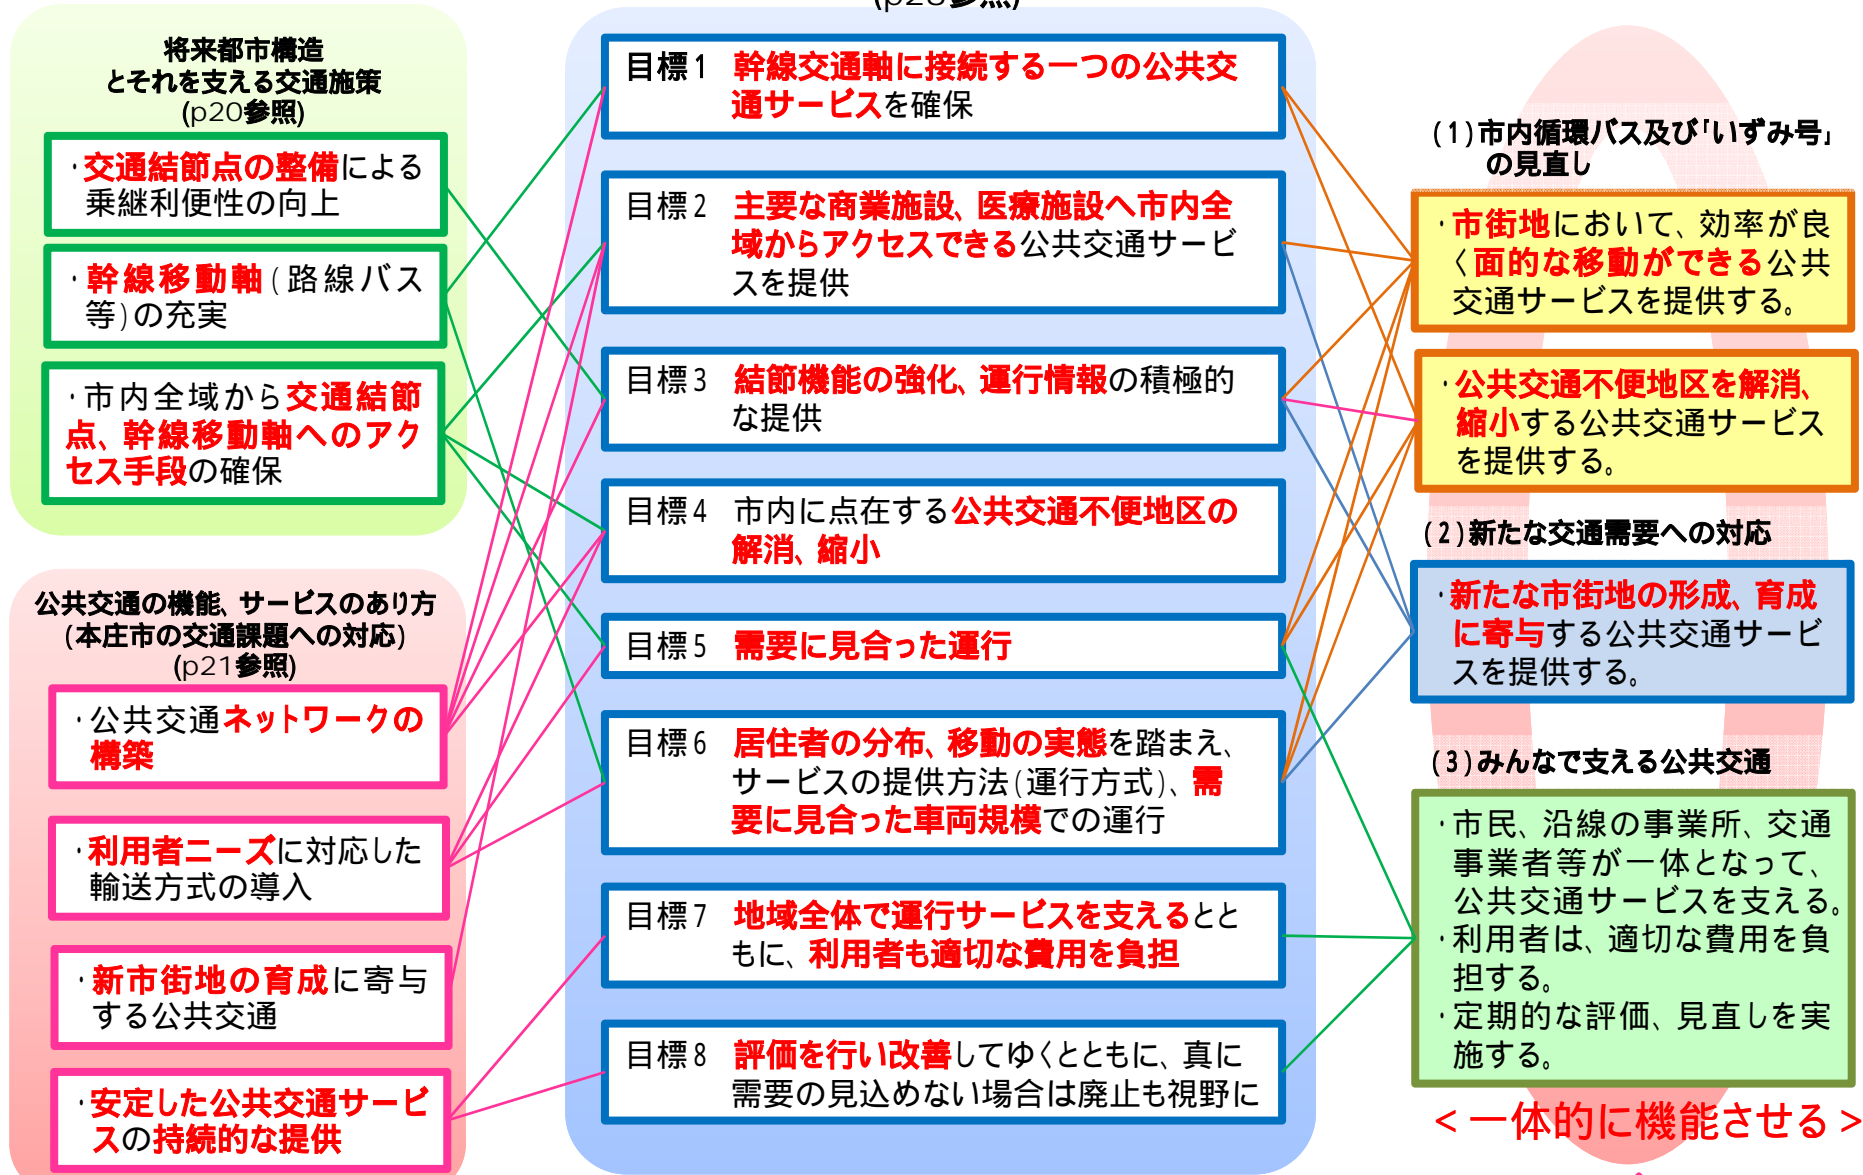 (p28参照)
将来都市構造
とそれを支える交通施策
(p20参照)
・交通結節点の整備による
乗継利便性の向上
・幹線移動軸(路線バス
等)の充実
・市内全域から交通結節
点、幹線移動軸へのアク
セス手段の確保
公共交通の機能、サービスのあり方
(本庄市の交通課題への対応)
(p21参照)
・公共交通ネットワークの
構築
・利用者ニーズに対応した
輸送方式の導入
・新市街地の育成に寄与
する公共交通
・安定した公共交通サービ
スの持続的な提供
目標1 幹線交通軸に接続する一つの公共交
通サービスを確保
目標2 主要な商業施設、医療施設へ市内全
域からアクセスできる公共交通サービ
スを提供
目標3 結節機能の強化、運行情報の積極的
な提供
目標4 市内に点在する公共交通不便地区の
解消、縮小
目標5 需要に見合った運行
目標6 居住者の分布、移動の実態を踏まえ、
サービスの提供方法(運行方式)、需
要に見合った車両規模での運行
目標7 地域全体で運行サービスを支えるとと
もに、利用者も適切な費用を負担
目標8 評価を行い改善してゆくとともに、真に
需要の見込めない場合は廃止も視野に
(1)市内循環バス及び「いずみ号」
の見直し
・市街地において、効率が良
く面的な移動ができる公共
交通サービスを提供する。
・公共交通不便地区を解消、
縮小する公共交通サービス
を提供する。
(2)新たな交通需要への対応
・新たな市街地の形成、育成
に寄与する公共交通サービ
スを提供する。
(3)みんなで支える公共交通
・市民、沿線の事業所、交通
事業者等が一体となって、
公共交通サービスを支える。
・利用者は、適切な費用を負
担する。
・定期的な評価、見直しを実
施する。
<一体的に機能させる>